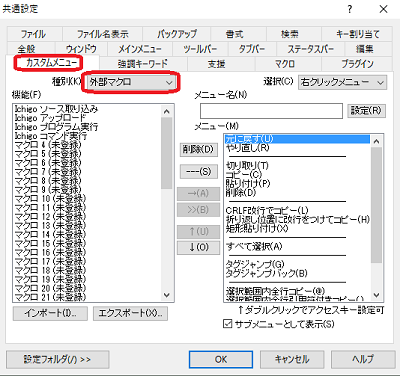 共通設定
ファイル ファイル名表示 バックアップ 書式 検索 キー割り当て
全般 ウィンドウ メインメニュー ツールバー タブバー ステータスバー 編集
カスタムメニュー 強調キーワード 支援 マクロ プラグイン
種別(K) 外部マクロ 選択(C) 右クリックメニュー
機能(F) メニュー名(N)
設定(R)
メニュー(M)
Ichigo ソース取り込み
Ichigo アップロード
Ichigo プログラム実行
Ichigo コマンド実行
マクロ 4 (未登録)
マクロ 5 (未登録)
マクロ 6 (未登録)
マクロ 7 (未登録)
マクロ 8 (未登録)
マクロ 9 (未登録)
マクロ 10 (未登録)
マクロ 11 (未登録)
マクロ 12 (未登録)
マクロ 13 (未登録)
マクロ 14 (未登録)
マクロ 15 (未登録)
マクロ 16 (未登録)
マクロ 17 (未登録)
マクロ 18 (未登録)
マクロ 19 (未登録)
マクロ 20 (未登録)
マクロ 21 (未登録)
削除(D)
---(S)
→(A)
>>(B)
↑(U)
↓(O)
元に戻す(U)
やり直し(R)
切り取り(T)
コピー(C)
貼り付け(P)
削除(D)
CRLF改行でコピー(L)
折り返し位置に改行をつけてコピー(H)
矩形貼り付け(X)
すべて選択(A)
タグジャンプ(G)
タグジャンプバック(B)
選択範囲内全行コピー(@)
選択範囲内全行引用符付きコピー
インポート(I)... エクスポート(X)...
↑ダブルクリックでアクセスキー設定可
サブメニューとして表示(S)
設定フォルダ(/) >> OK キャンセル ヘルプ